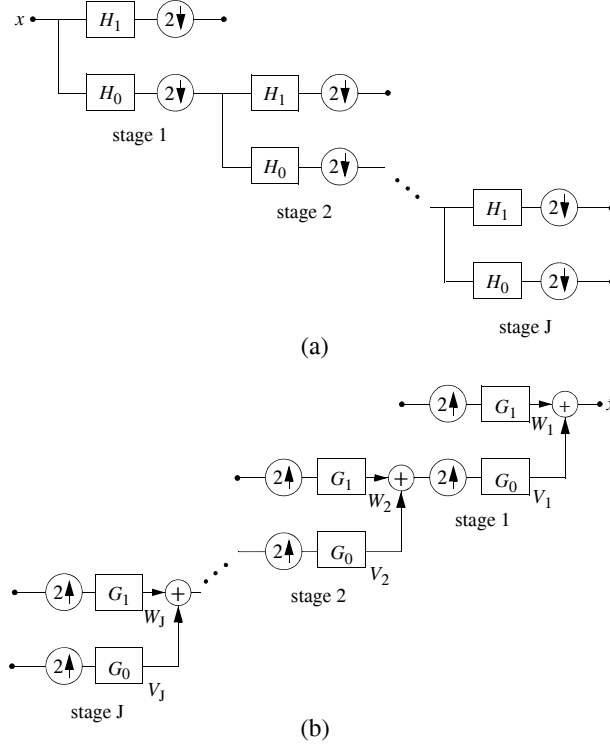 x H₁ 2↓
H₀ 2↓ H₁ 2↓
stage 1
H₀ 2↓
stage 2
H₁ 2↓
H₀ 2↓
stage J
(a)
2↑ G₁ W₁ + x
2↑ G₁ W₂ + 2↑ G₀ V₁
stage 1
2↑ G₀ V₂
stage 2
2↑ G₁ W_J +
2↑ G₀ V_J
stage J
(b)